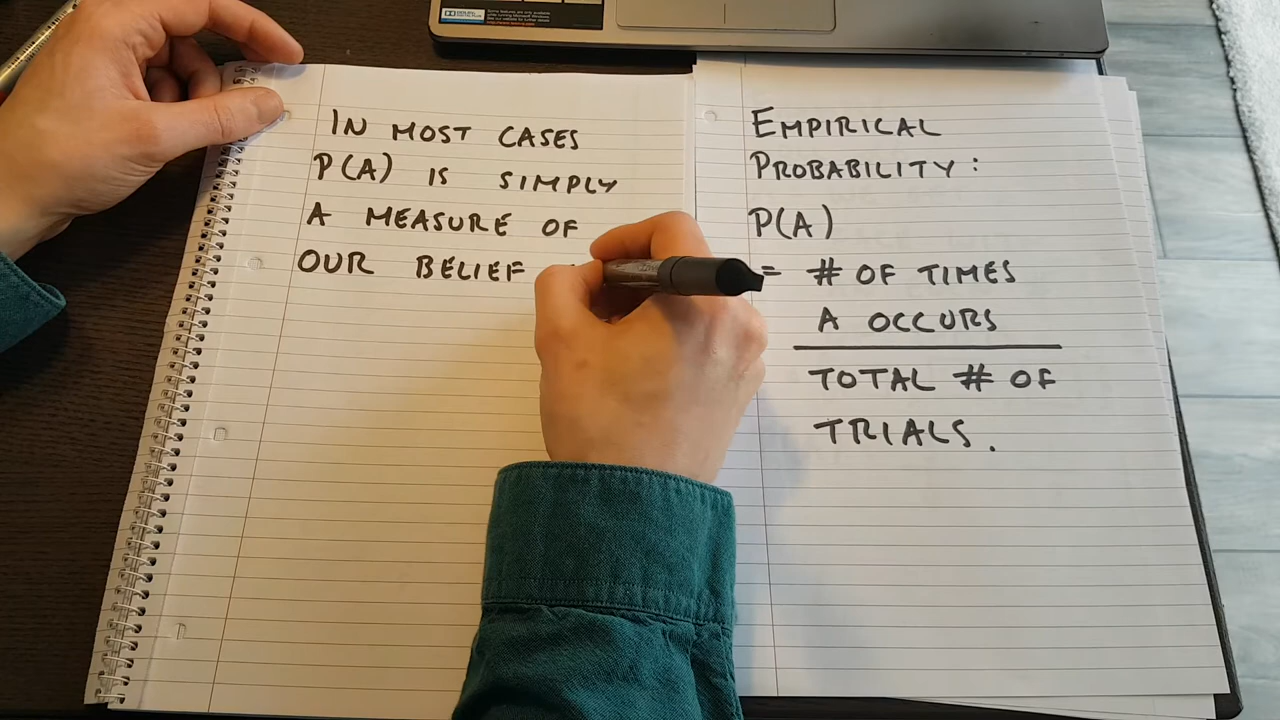 IN MOST CASES
P(A) IS SIMPLY
A MEASURE OF
OUR BELIEF
EMPIRICAL
PROBABILITY:
P(A)
= # OF TIMES
A OCCURS
TOTAL # OF
TRIALS.